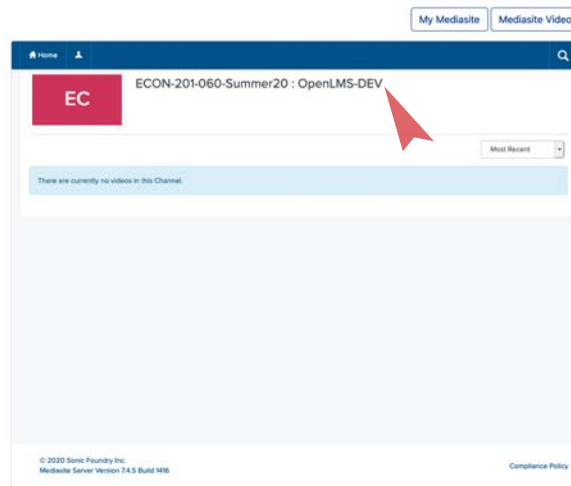 My Mediasite Mediasite Video
Home
EC
ECON-201-060-Summer20 : OpenLMS-DEV
Most Recent
There are currently no videos in this Channel.
© 2020 Sonic Foundry Inc.
Mediasite Server Version 7.4.5 Build 1416
Compliance Policy